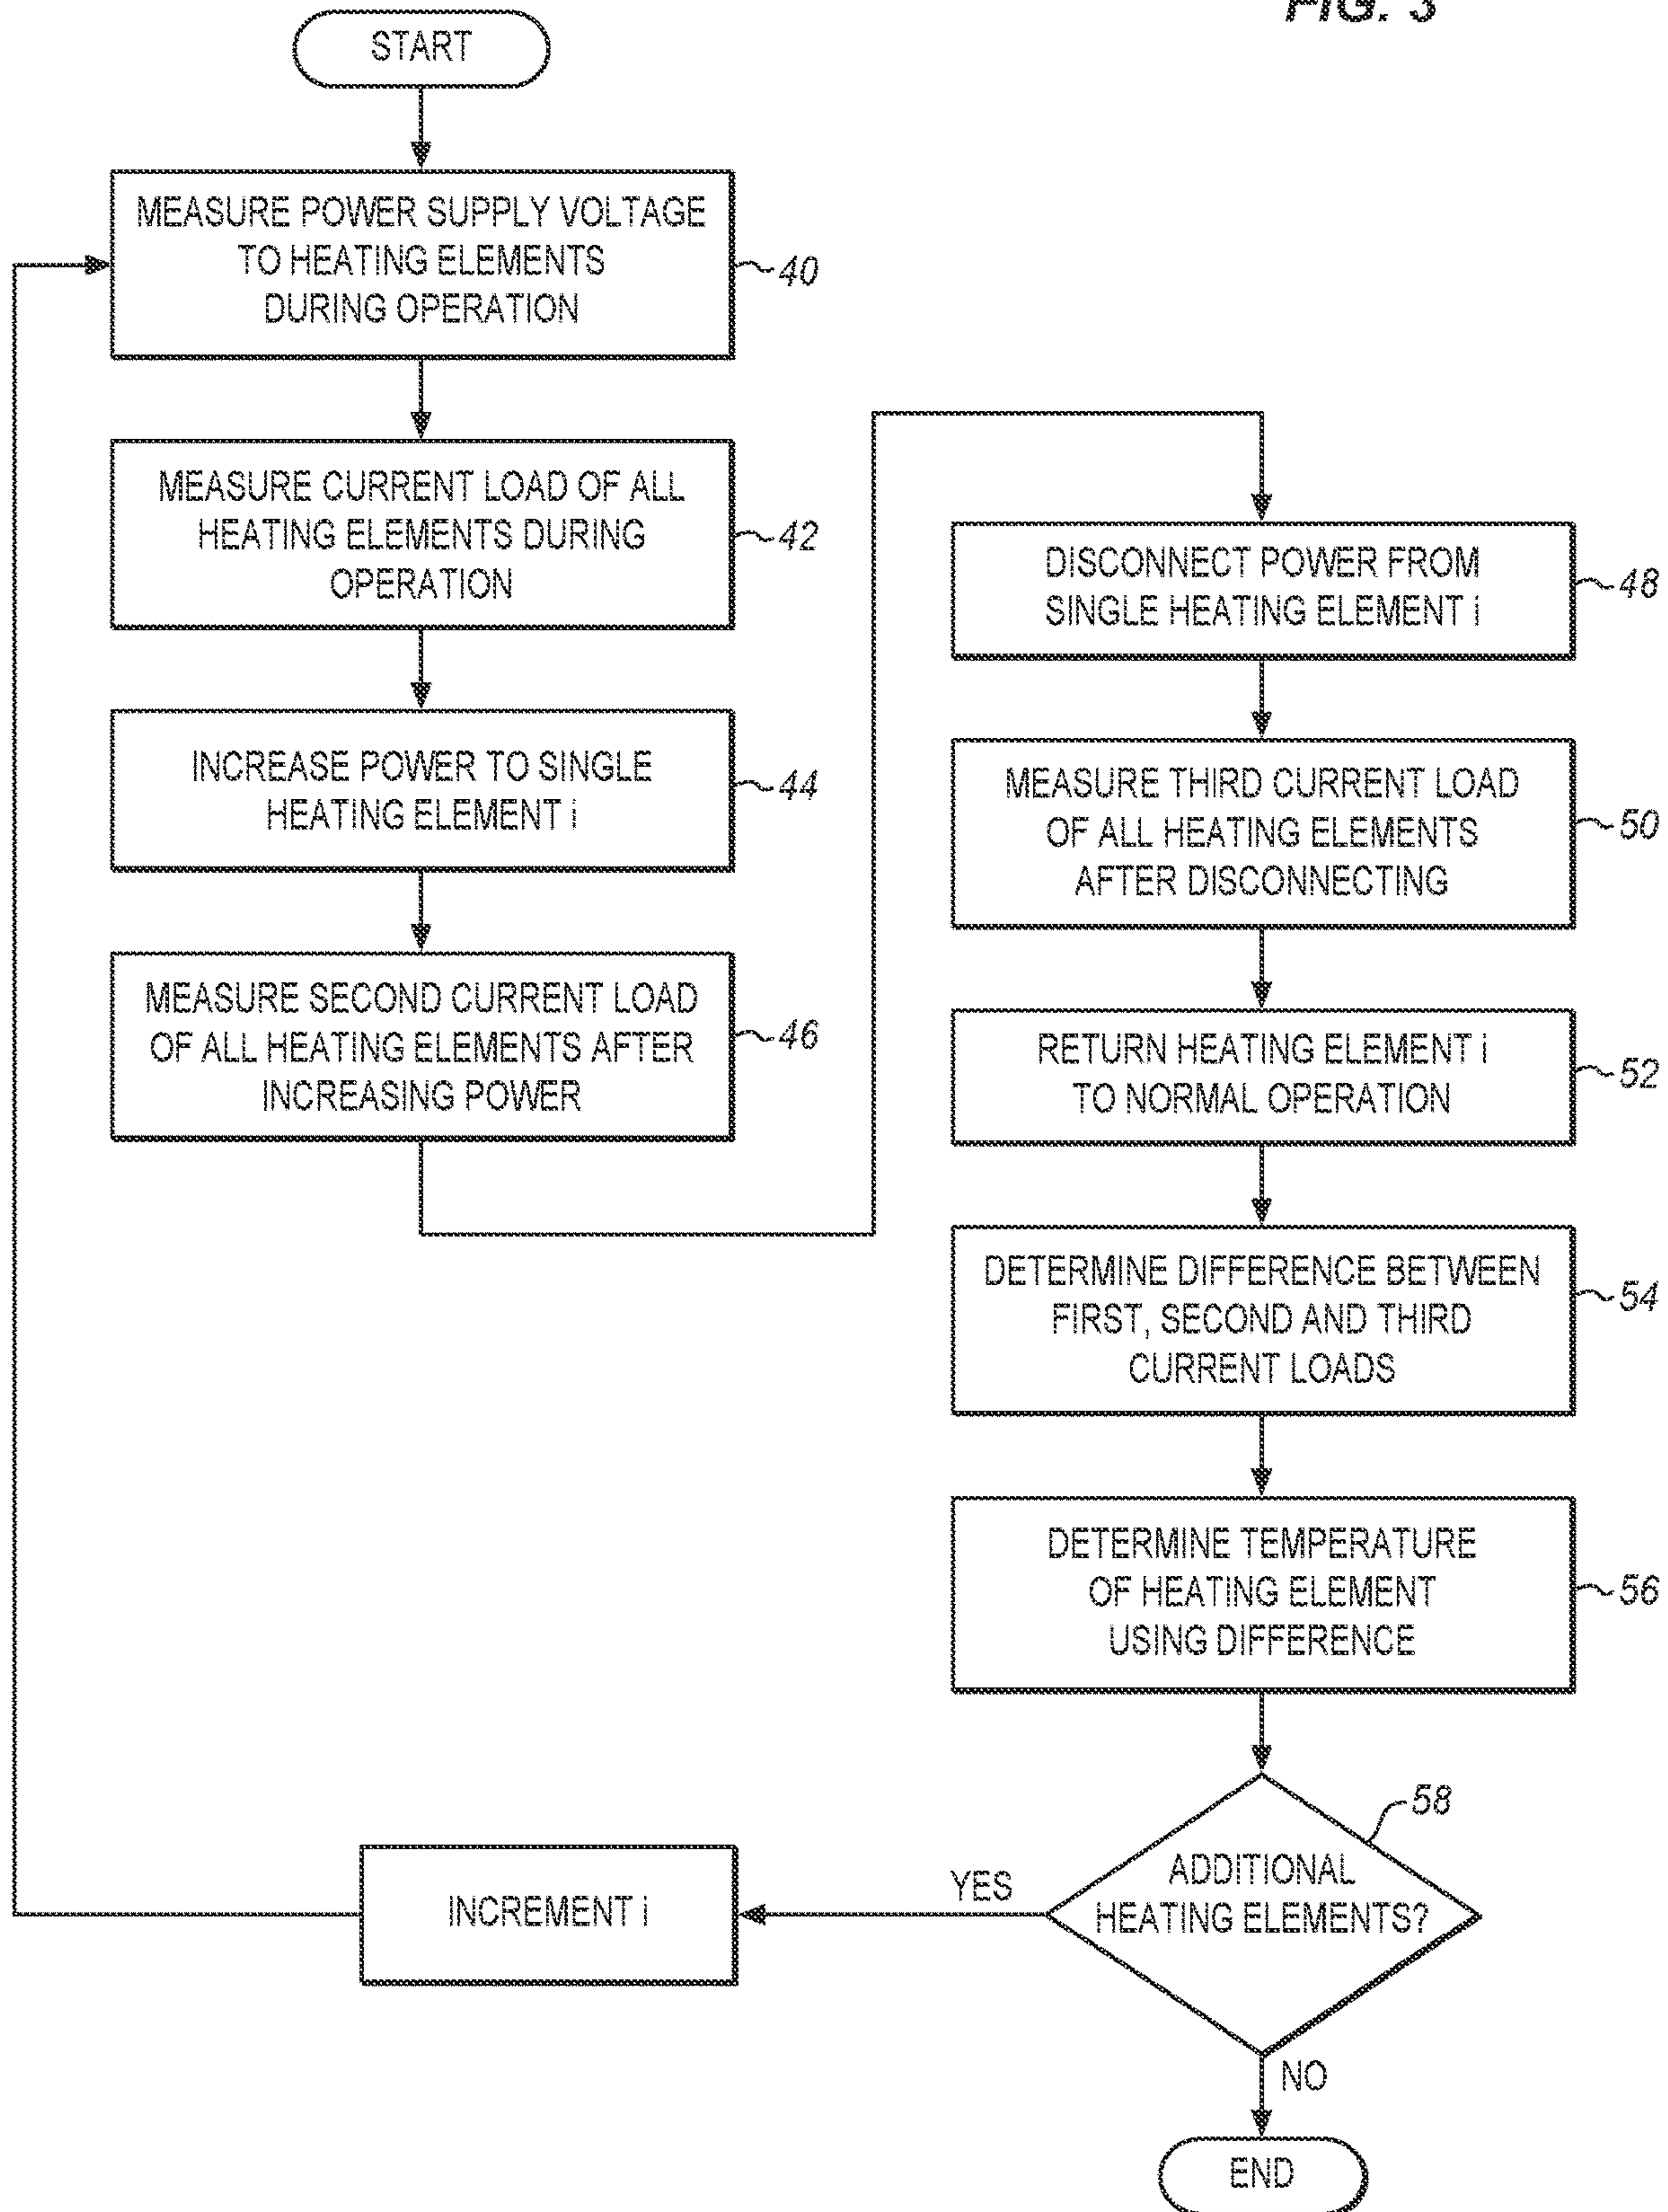 FIG. 3
START
MEASURE POWER SUPPLY VOLTAGE
TO HEATING ELEMENTS
DURING OPERATION
40
MEASURE CURRENT LOAD OF ALL
HEATING ELEMENTS DURING
OPERATION
42
INCREASE POWER TO SINGLE
HEATING ELEMENT i
44
MEASURE SECOND CURRENT LOAD
OF ALL HEATING ELEMENTS AFTER
INCREASING POWER
46
DISCONNECT POWER FROM
SINGLE HEATING ELEMENT i
48
MEASURE THIRD CURRENT LOAD
OF ALL HEATING ELEMENTS
AFTER DISCONNECTING
50
RETURN HEATING ELEMENT i
TO NORMAL OPERATION
52
DETERMINE DIFFERENCE BETWEEN
FIRST, SECOND AND THIRD
CURRENT LOADS
54
DETERMINE TEMPERATURE
OF HEATING ELEMENT
USING DIFFERENCE
56
58
ADDITIONAL
HEATING ELEMENTS?
YES
INCREMENT i
NO
END